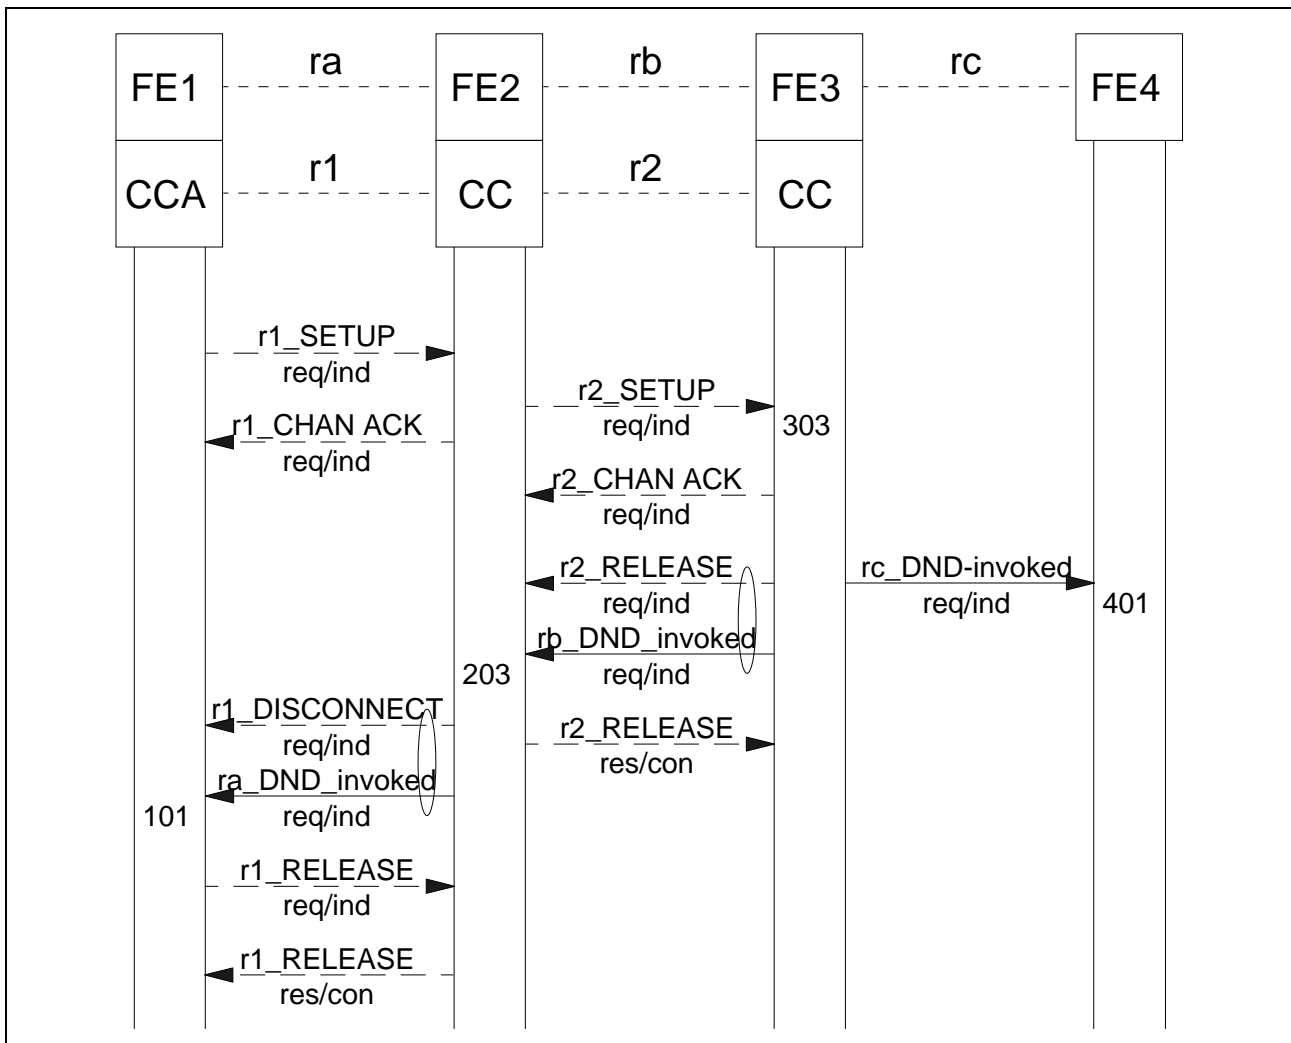 ra rb rc
FE1 FE2 FE3 FE4
r1 r2
CCA CC CC
r1_SETUP
req/ind
r2_SETUP
req/ind
303
r1_CHAN ACK
req/ind
r2_CHAN ACK
req/ind
r2_RELEASE
req/ind
rc_DND-invoked
req/ind
401
rb_DND_invoked
req/ind
203
r1_DISCONNECT
req/ind
r2_RELEASE
res/con
ra_DND_invoked
req/ind
101
r1_RELEASE
req/ind
r1_RELEASE
res/con